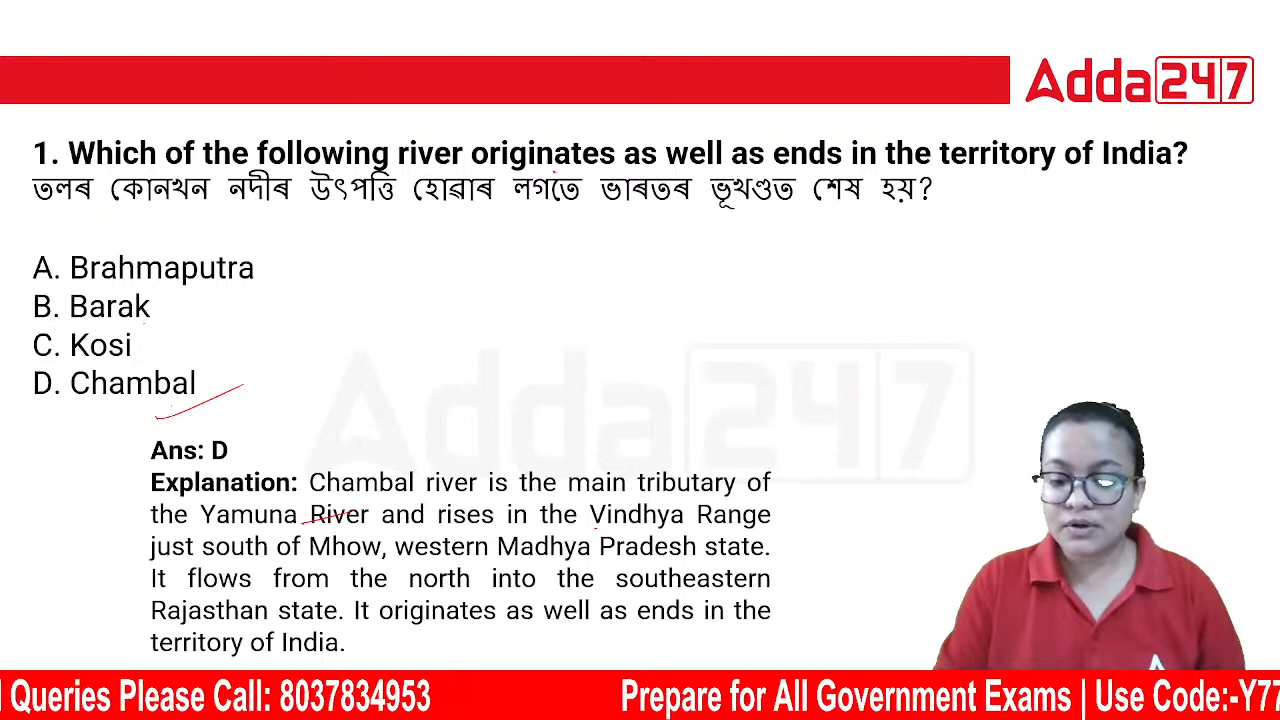 Adda247
1. Which of the following river originates as well as ends in the territory of India?
তলৰ কোনখন নদীৰ উৎপত্তি হোৱাৰ লগতে ভাৰতৰ ভূখণ্ডত শেষ হয়?
A. Brahmaputra
B. Barak
C. Kosi
D. Chambal
Adda247
Ans: D
Explanation: Chambal river is the main tributary of
the Yamuna River and rises in the Vindhya Range
just south of Mhow, western Madhya Pradesh state.
It flows from the north into the southeastern
Rajasthan state. It originates as well as ends in the
territory of India.
Queries Please Call: 8037834953 Prepare for All Government Exams | Use Code:-Y77